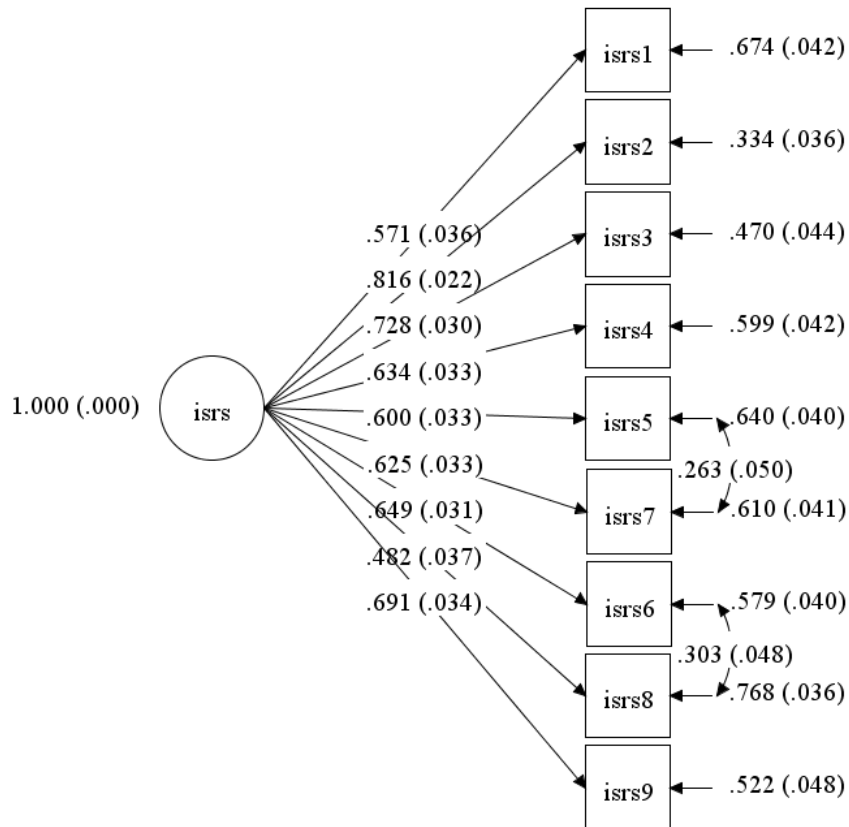 isrs1
.674 (.042)
isrs2
.334 (.036)
isrs3
.470 (.044)
isrs4
.599 (.042)
isrs5
.640 (.040)
.263 (.050)
isrs7
.610 (.041)
isrs6
.579 (.040)
.303 (.048)
isrs8
.768 (.036)
isrs9
.522 (.048)
.571 (.036)
.816 (.022)
.728 (.030)
.634 (.033)
.600 (.033)
.625 (.033)
.649 (.031)
.482 (.037)
.691 (.034)
1.000 (.000)
isrs